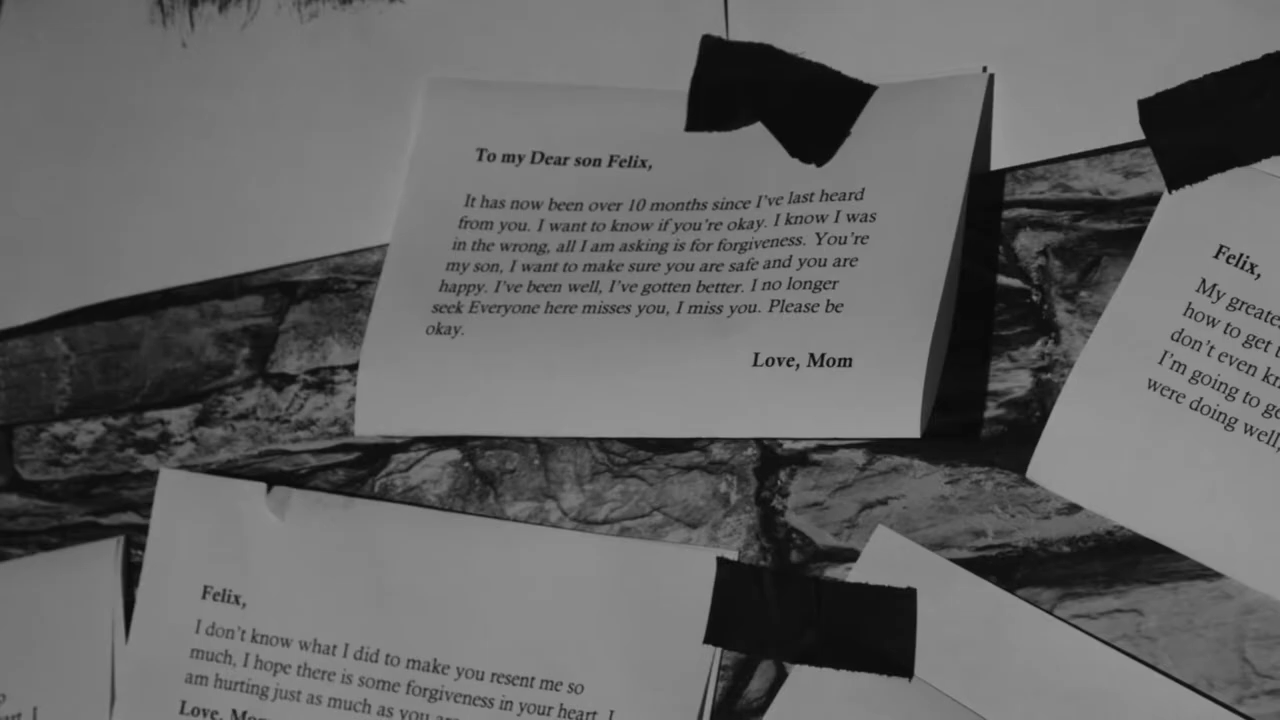 To my Dear son Felix,
It has now been over 10 months since I've last heard
from you. I want to know if you're okay. I know I was
in the wrong, all I am asking is for forgiveness. You're
my son, I want to make sure you are safe and you are
happy. I've been well, I've gotten better. I no longer
seek Everyone here misses you, I miss you. Please be
okay.
Love, Mom
Felix,
My greate
how to get
don't even
I'm going to
were doing well,
Felix,
I don't know what I did to make you resent me so
much, I hope there is some forgiveness in your heart. I
am hurting just as much as you
Love,